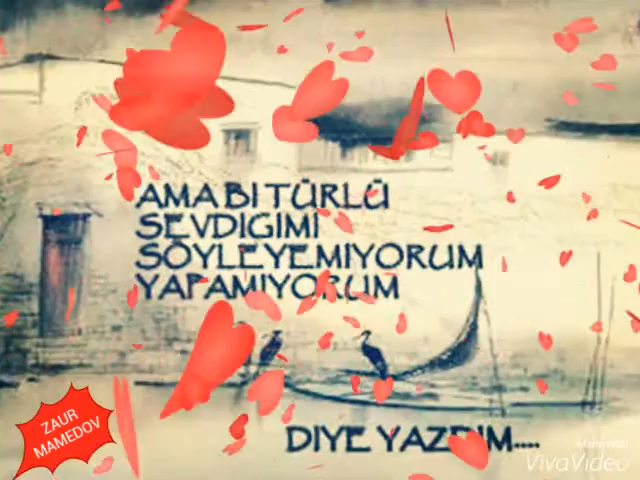 AMA BI TÜRLÜ
SEVDIGIMI
SÖYLEYEMIYORUM
YAPAMIYORUM
DIYE YAZDIM....
ZAUR
MAMEDOV
VivaVideo